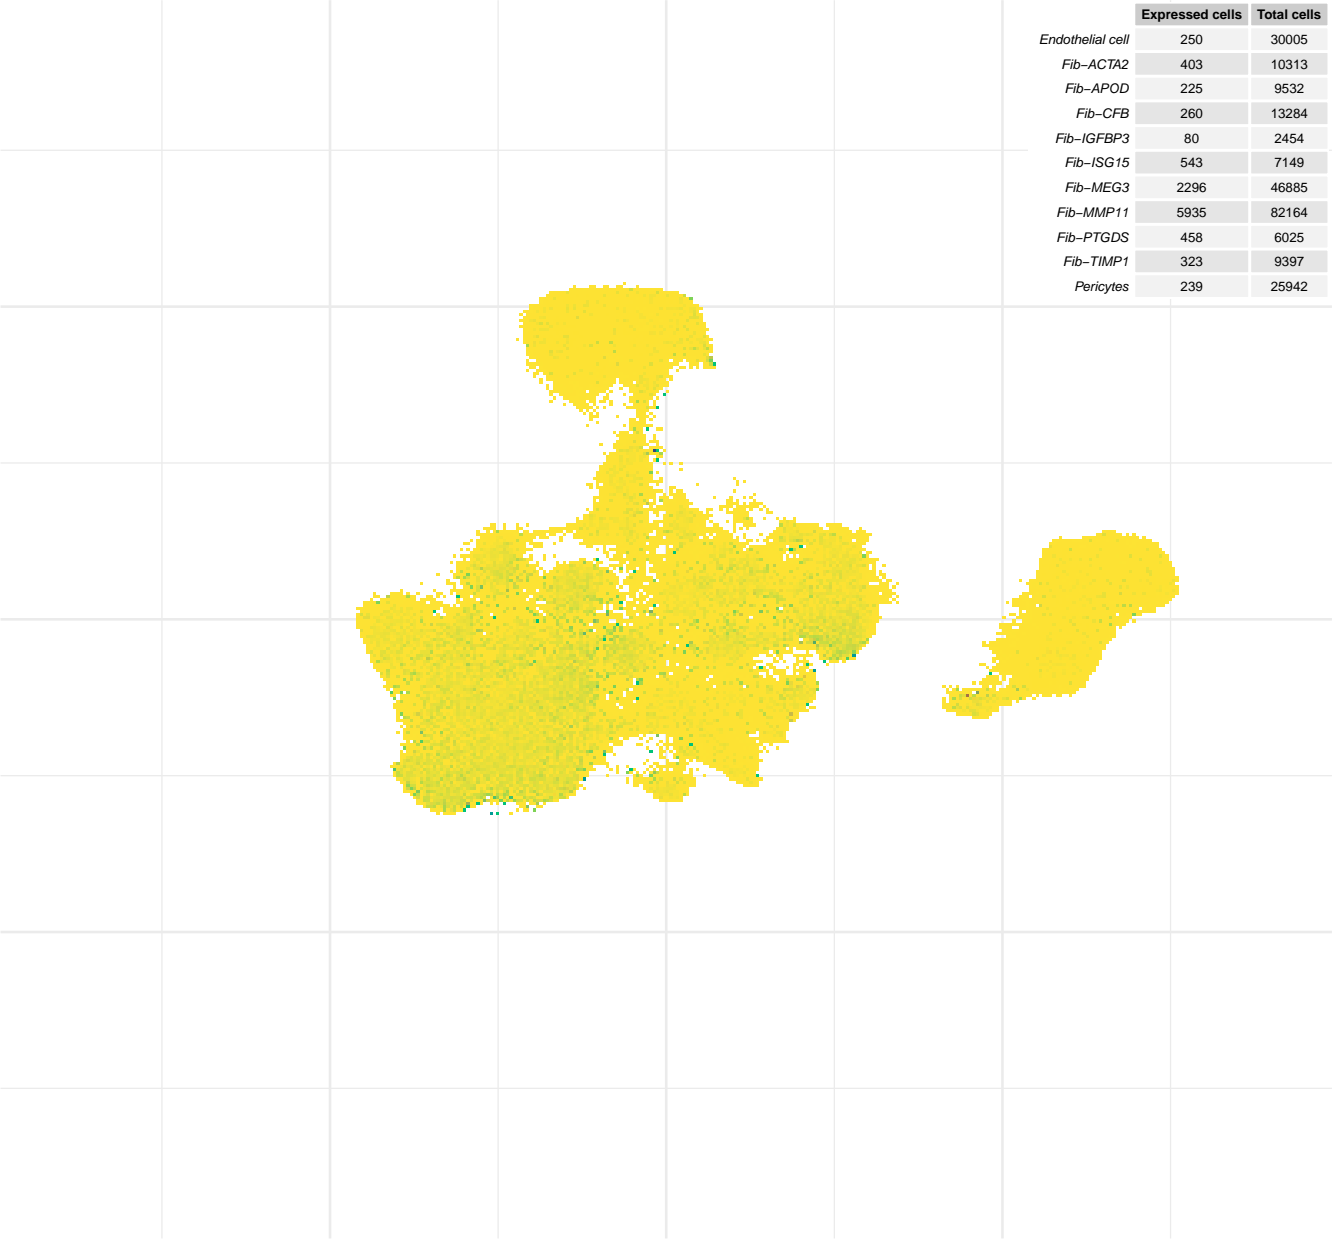 Expressed cells Total cells
Endothelial cell 250 30005
Fib−ACTA2 403 10313
Fib−APOD 225 9532
Fib−CFB 260 13284
Fib−IGFBP3 80 2454
Fib−ISG15 543 7149
Fib−MEG3 2296 46885
Fib−MMP11 5935 82164
Fib−PTGDS 458 6025
Fib−TIMP1 323 9397
Pericytes 239 25942